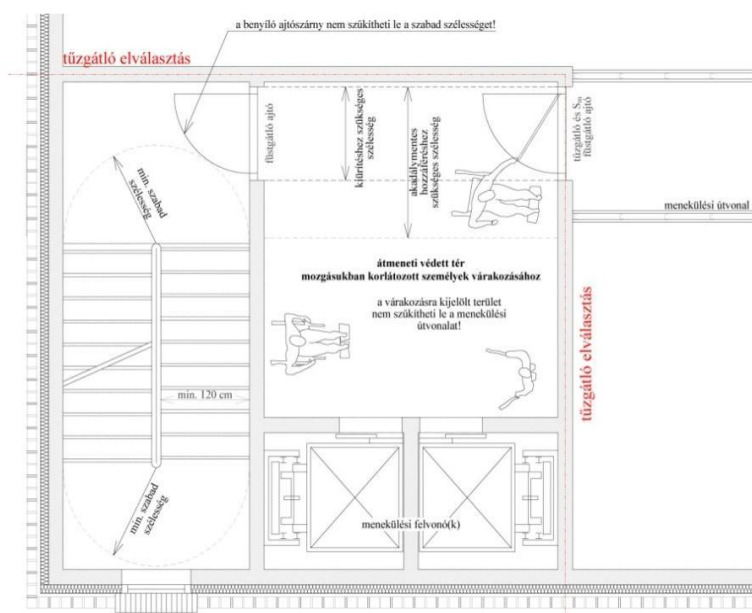 a benyíló ajtószárny nem szűkítheti le a szabad szélességet!
tűzgátló elválasztás
füstgátló ajtó
kiürítéshez szükséges
szélesség
akadálymentes
hozzáféréshez
szükséges szélesség
tűzgátló és Sm
füstgátló ajtó
min. szabad
szélesség
menekülési útvonal
átmeneti védett tér
mozgásukban korlátozott személyek várakozásához
a várakozásra kijelölt terület
nem szűkítheti le a menekülési
útvonalat!
tűzgátló elválasztás
min. 120 cm
min. szabad
szélesség
menekülési felvonó(k)